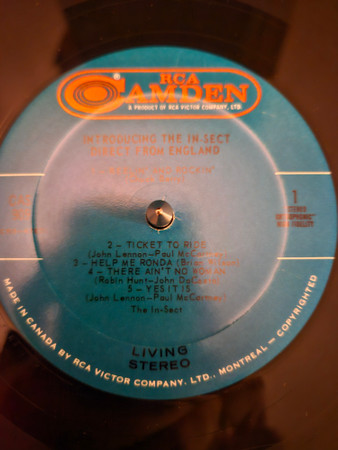 RCA
CAMDEN
A PRODUCT OF RCA VICTOR COMPANY, LTD.
INTRODUCING THE IN-SECT
DIRECT FROM ENGLAND
1
STEREO
2 – TICKET TO RIDE
(John Lennon–Paul McCartney)
3 – HELP ME RONDA (Brian
4 – THERE AIN'T NO WOMAN
(Robin Hunt–John
5 – YES IT IS
(John Lennon–Paul McCartney)
The In-Sect
LIVING
STEREO
MADE IN CANADA BY RCA VICTOR COMPANY, LTD., MONTREAL – COPYRIGHTED